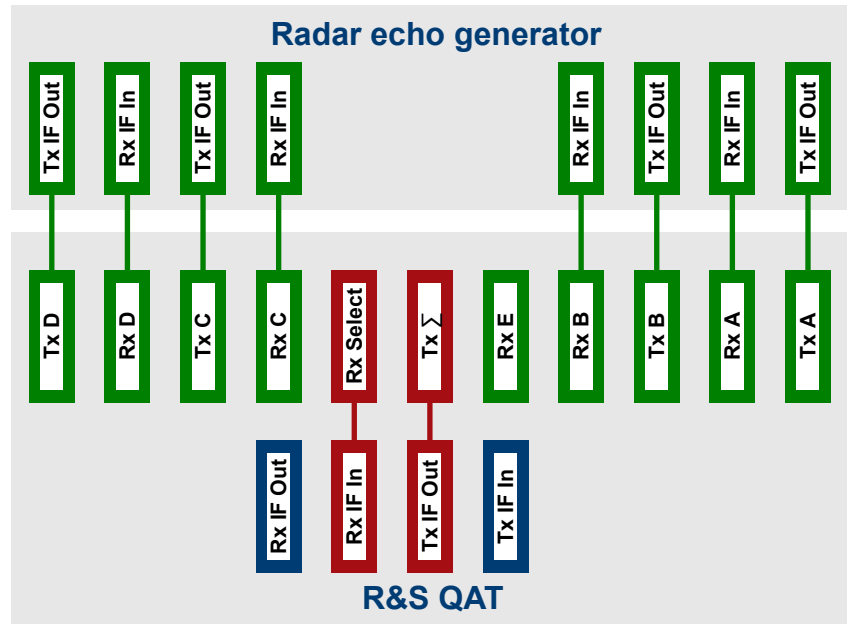 Radar echo generator
Tx IF Out
Rx IF In
Tx IF Out
Rx IF In
Rx IF In
Tx IF Out
Rx IF In
Tx IF Out
Tx D
Rx D
Tx C
Rx C
Rx Select
Tx ∑
Rx E
Rx B
Tx B
Rx A
Tx A
Rx IF Out
Rx IF In
Tx IF Out
Tx IF In
R&S QAT